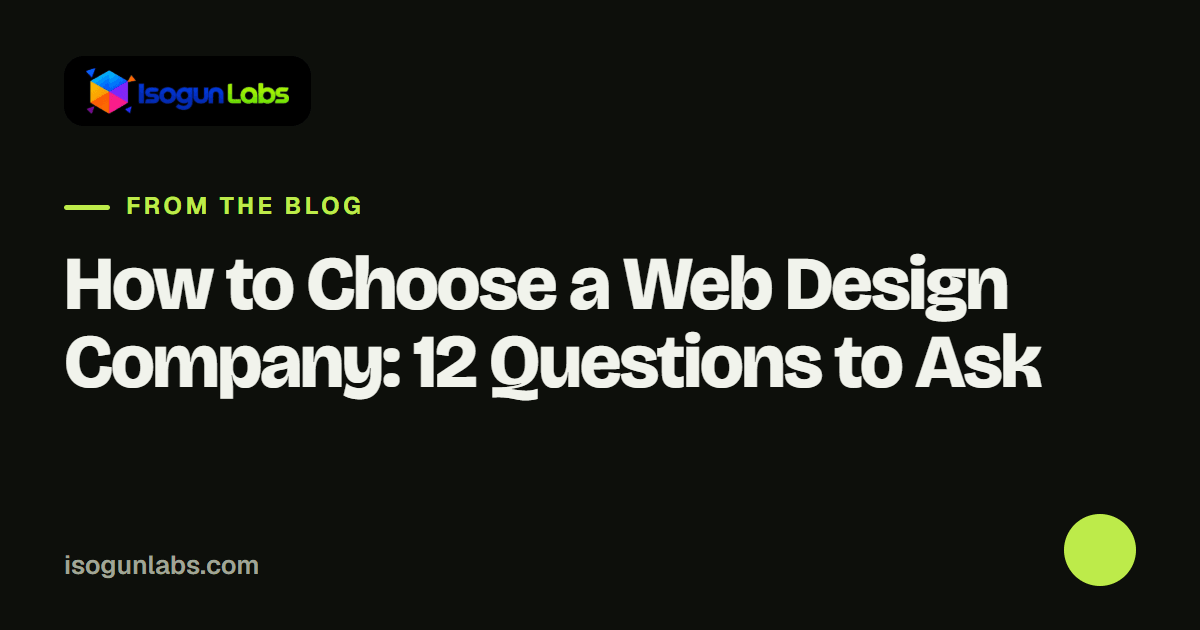 Isogun Labs
FROM THE BLOG
How to Choose a Web Design
Company: 12 Questions to Ask
isogunlabs.com